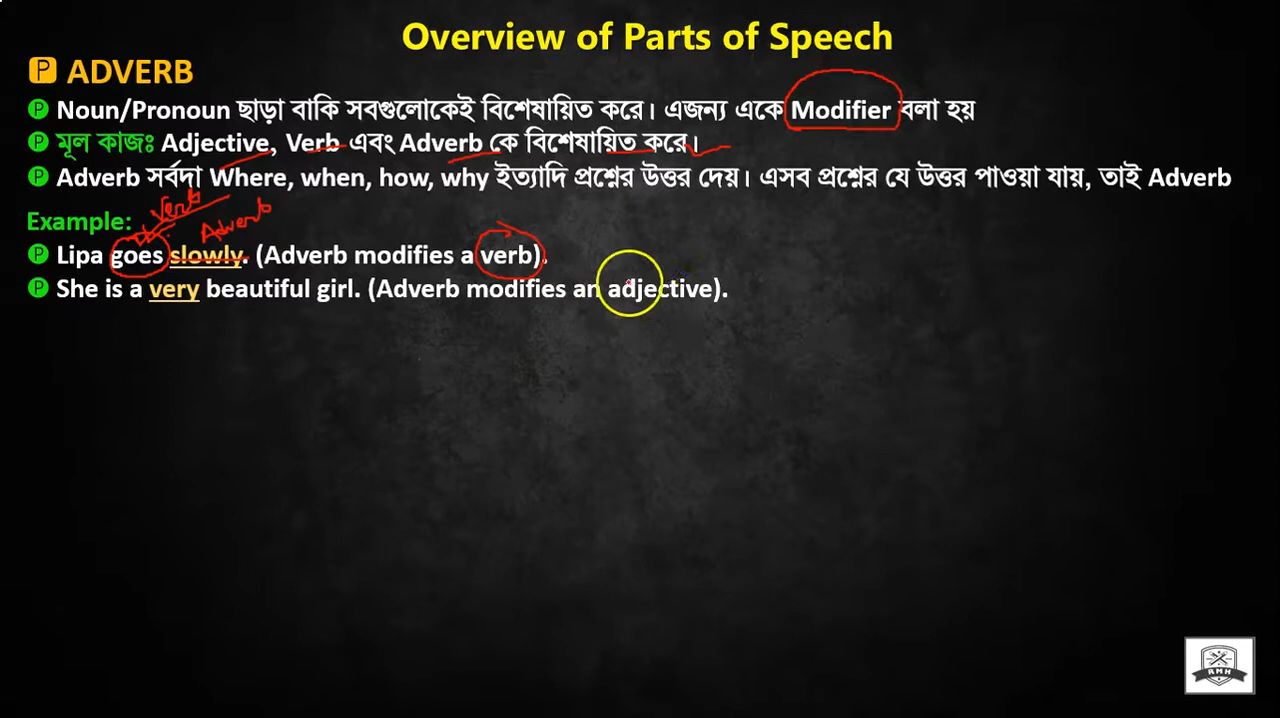 Overview of Parts of Speech
P ADVERB
P Noun/Pronoun ছাড়া বাকি সবগুলোকেই বিশেষায়িত করে। এজন্য একে Modifier বলা হয়
P মূল কাজঃ Adjective, Verb এবং Adverb কে বিশেষায়িত করে।
P Adverb সর্বদা Where, when, how, why ইত্যাদি প্রশ্নের উত্তর দেয়। এসব প্রশ্নের যে উত্তর পাওয়া যায়, তাই Adverb
Verb
Adverb
Example:
P Lipa goes slowly. (Adverb modifies a verb).
P She is a very beautiful girl. (Adverb modifies an adjective).
RMH